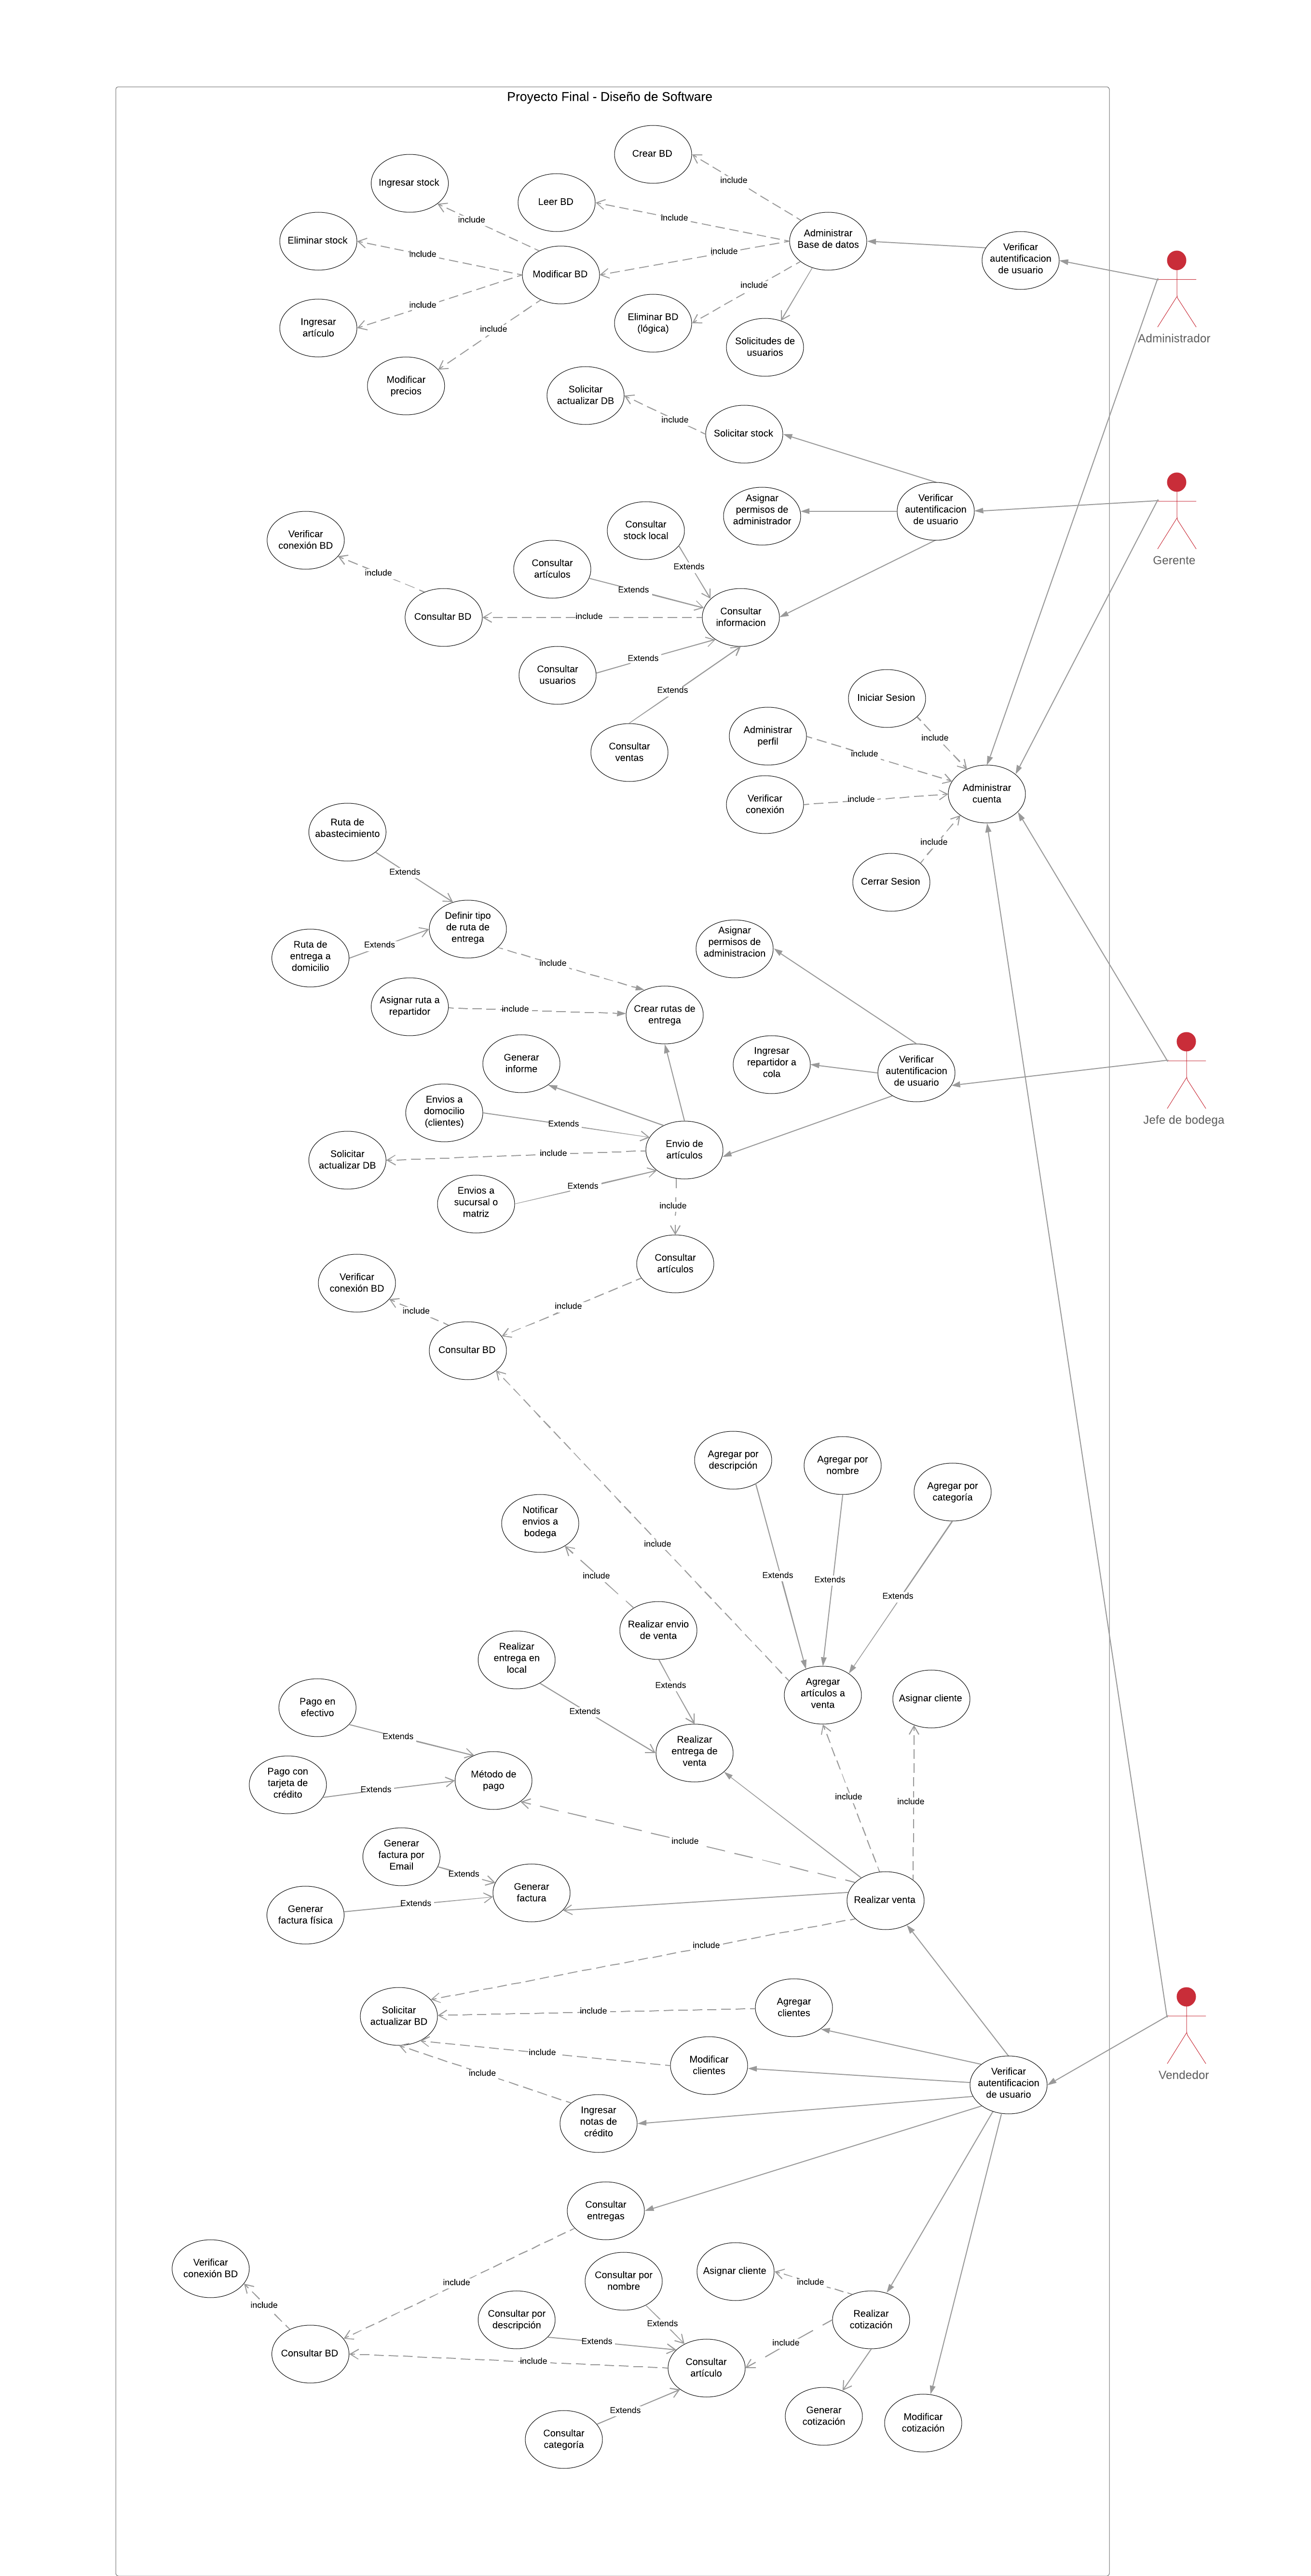 Proyecto Final - Diseño de Software
Crear BD
include
Ingresar stock
Leer BD
include
include
Eliminar stock
include
Administrar
Base de datos
include
Verificar
autentificacion
de usuario
Modificar BD
include
include
Ingresar
artículo
include
Eliminar BD
(lógica)
Solicitudes de
usuarios
Administrador
Modificar
precios
Solicitar
actualizar DB
include
Solicitar stock
Asignar
permisos de
administrador
Verificar
autentificacion
de usuario
Gerente
Verificar
conexión BD
Consultar
stock local
include
Consultar
artículos
Extends
Extends
Consultar BD
include
Consultar
informacion
Extends
Consultar
usuarios
Extends
Consultar
ventas
Iniciar Sesion
Administrar
perfil
include
include
Verificar
conexión
include
Administrar
cuenta
include
Cerrar Sesion
Ruta de
abastecimiento
Extends
Definir tipo
de ruta de
entrega
Ruta de
entrega a
domicilio
Extends
include
Asignar
permisos de
administracion
Asignar ruta a
repartidor
include
Crear rutas de
entrega
Generar
informe
Ingresar
repartidor a
cola
Verificar
autentificacion
de usuario
Jefe de bodega
Envios a
domocilio
(clientes)
Extends
Solicitar
actualizar DB
include
Envio de
artículos
Envios a
sucursal o
matriz
Extends
include
Verificar
conexión BD
Consultar
artículos
include
include
Consultar BD
Agregar por
descripción
Agregar por
nombre
Agregar por
categoría
Notificar
envios a
bodega
include
include
Extends
Extends
Extends
Realizar envio
de venta
Realizar
entrega en
local
Extends
Extends
Agregar
artículos a
venta
Asignar cliente
Pago en
efectivo
Extends
Realizar
entrega de
venta
Pago con
tarjeta de
crédito
Extends
Método de
pago
include
include
include
Generar
factura por
Email
Extends
Generar
factura
Generar
factura física
Extends
Realizar venta
include
Solicitar
actualizar BD
include
Agregar
clientes
include
Modificar
clientes
include
Ingresar
notas de
crédito
Verificar
autentificacion
de usuario
Vendedor
Consultar
entregas
Verificar
conexión BD
include
include
Consultar por
nombre
Asignar cliente
include
Consultar por
descripción
Extends
Extends
Realizar
cotización
include
Consultar BD
include
Consultar
artículo
Extends
Consultar
categoría
Generar
cotización
Modificar
cotización